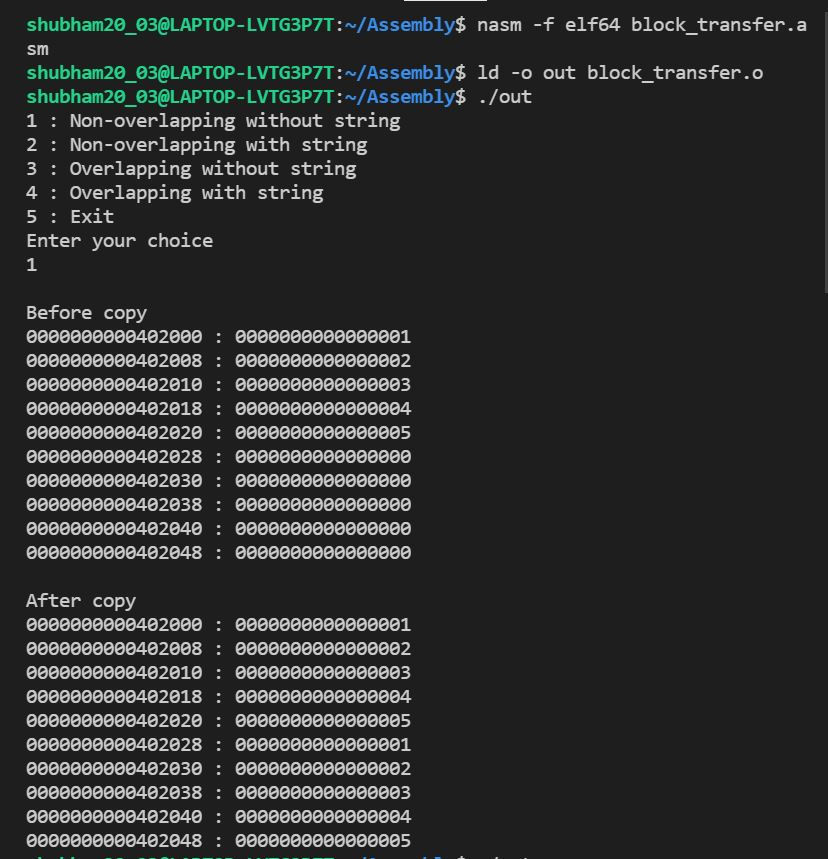 shubham20_03@LAPTOP-LVTG3P7T:~/Assembly$ nasm -f elf64 block_transfer.a
sm
shubham20_03@LAPTOP-LVTG3P7T:~/Assembly$ ld -o out block_transfer.o
shubham20_03@LAPTOP-LVTG3P7T:~/Assembly$ ./out
1 : Non-overlapping without string
2 : Non-overlapping with string
3 : Overlapping without string
4 : Overlapping with string
5 : Exit
Enter your choice
1
Before copy
0000000000402000 : 0000000000000001
0000000000402008 : 0000000000000002
0000000000402010 : 0000000000000003
0000000000402018 : 0000000000000004
0000000000402020 : 0000000000000005
0000000000402028 : 0000000000000000
0000000000402030 : 0000000000000000
0000000000402038 : 0000000000000000
0000000000402040 : 0000000000000000
0000000000402048 : 0000000000000000
After copy
0000000000402000 : 0000000000000001
0000000000402008 : 0000000000000002
0000000000402010 : 0000000000000003
0000000000402018 : 0000000000000004
0000000000402020 : 0000000000000005
0000000000402028 : 0000000000000001
0000000000402030 : 0000000000000002
0000000000402038 : 0000000000000003
0000000000402040 : 0000000000000004
0000000000402048 : 0000000000000005